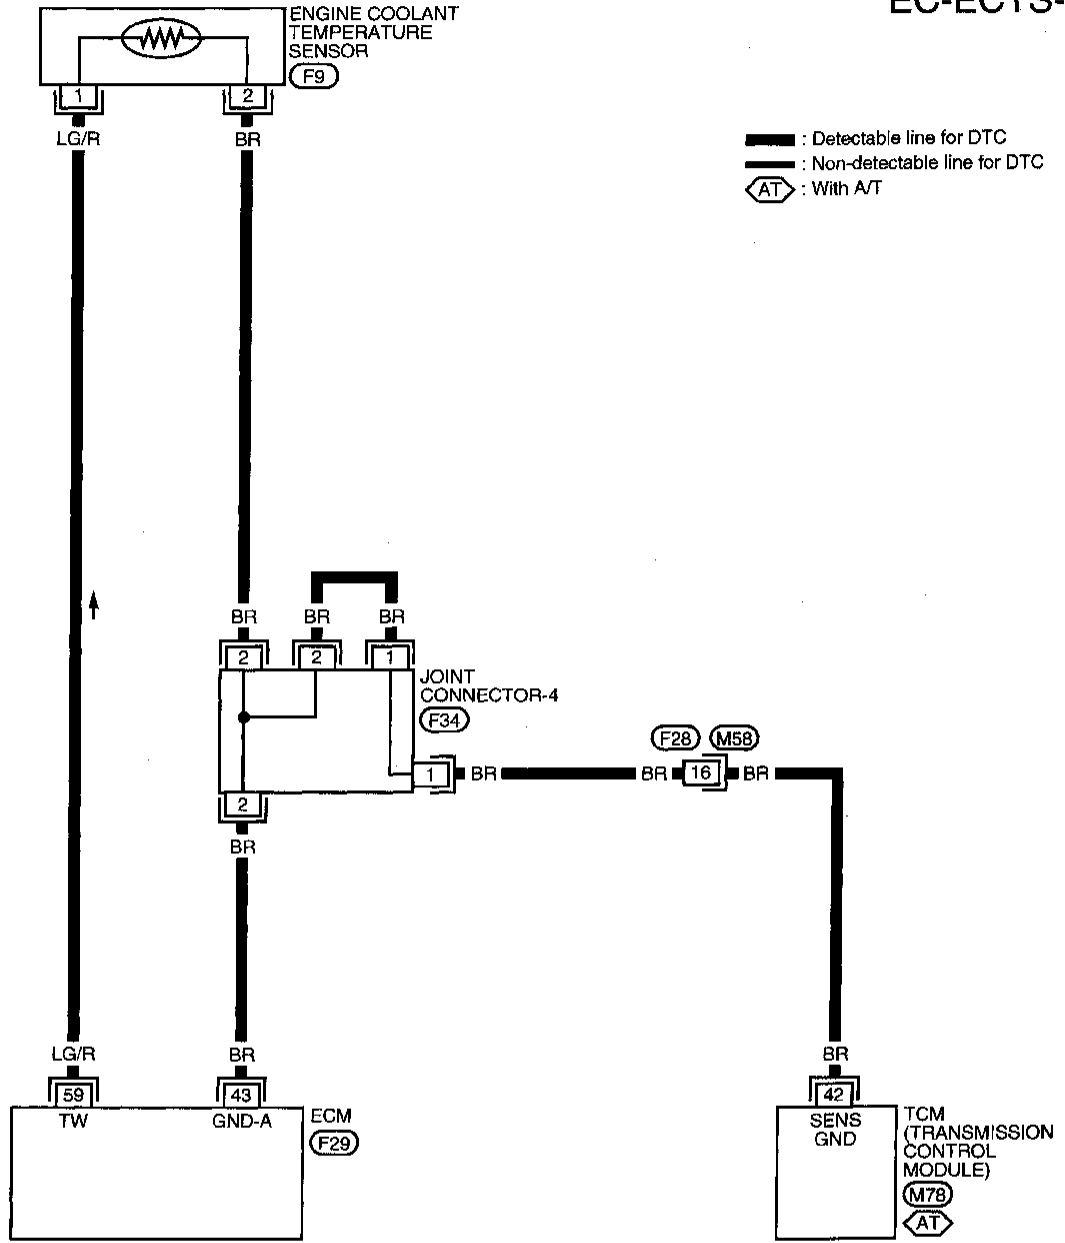 EC-ECTS-
ENGINE COOLANT
TEMPERATURE
SENSOR
F9
1
2
LG/R
BR
: Detectable line for DTC
: Non-detectable line for DTC
AT : With A/T
BR
BR
BR
2
2
1
JOINT
CONNECTOR-4
F34
F28
M58
1
BR
BR
16
BR
2
BR
LG/R
BR
BR
59
43
42
TW
GND-A
ECM
F29
SENS
GND
TCM
(TRANSMISSION
CONTROL
MODULE)
M78
AT